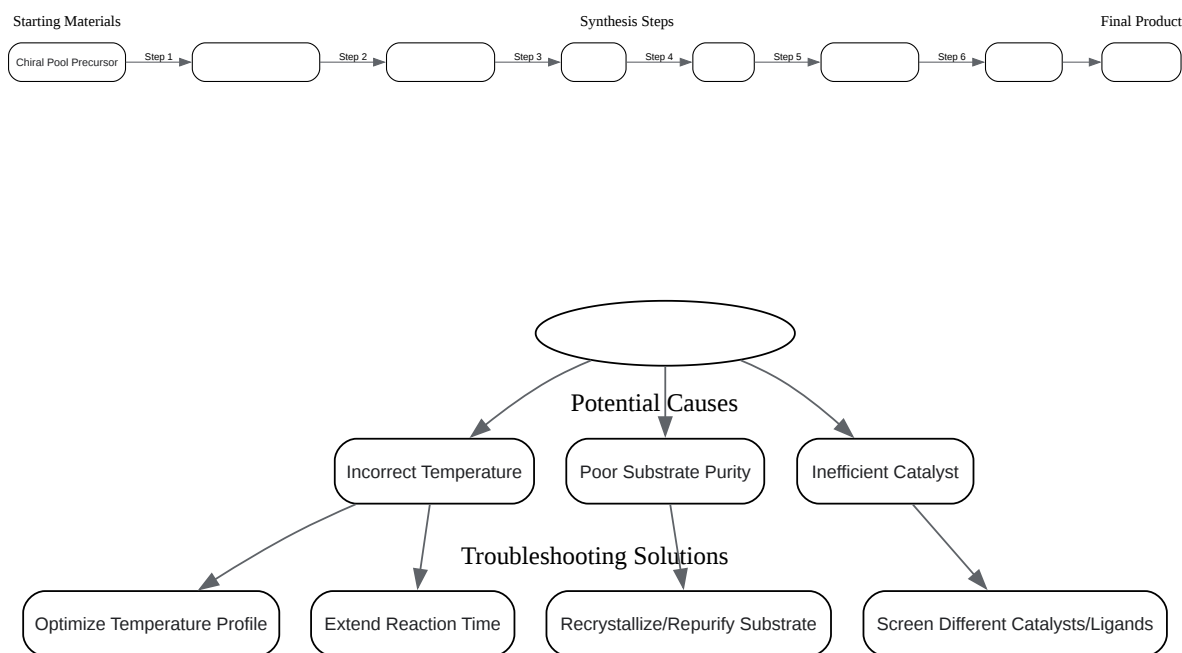 Starting Materials
Synthesis Steps
Final Product
Chiral Pool Precursor
Step 1
Step 2
Step 3
Step 4
Step 5
Step 6
Potential Causes
Incorrect Temperature
Poor Substrate Purity
Inefficient Catalyst
Troubleshooting Solutions
Optimize Temperature Profile
Extend Reaction Time
Recrystallize/Repurify Substrate
Screen Different Catalysts/Ligands